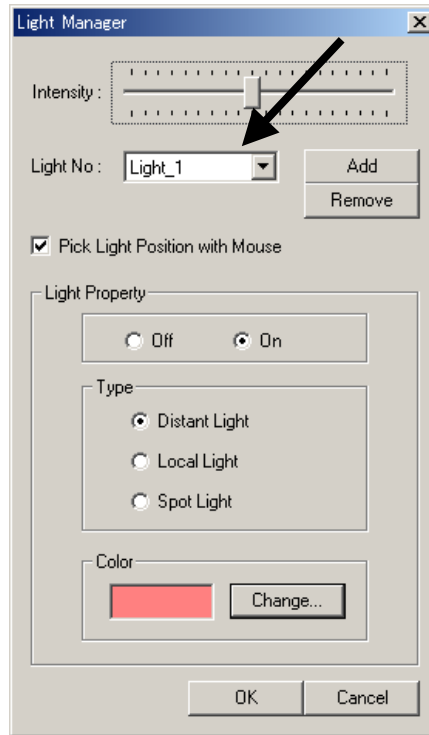 Light Manager
Intensity :
Light No : Light_1 Add
Remove
Pick Light Position with Mouse
Light Property
Off On
Type
Distant Light
Local Light
Spot Light
Color
Change...
OK Cancel